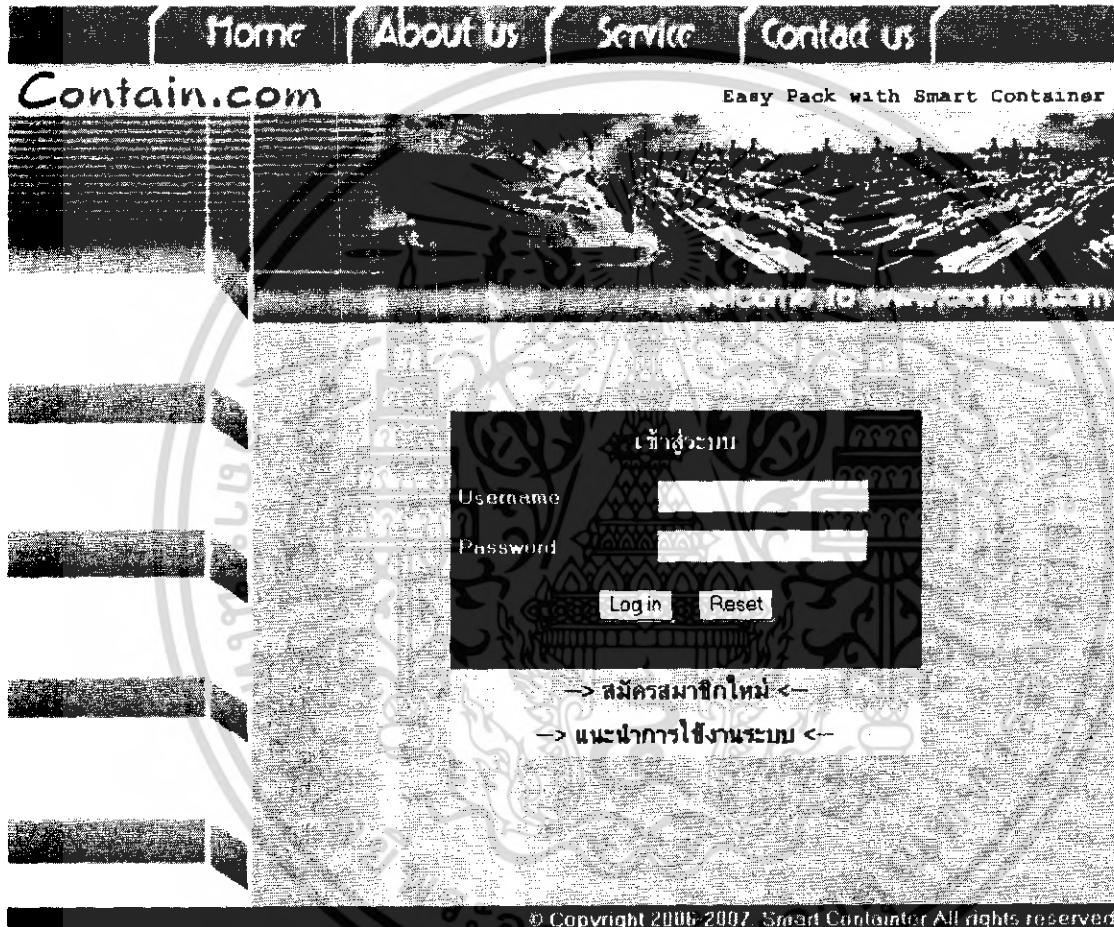 Home About us Service Contact us
Contain.com
Easy Pack with Smart Container
welcome to www.contain.com
เข้าสู่ระบบ
Username
Password
Log in Reset
--> สมัครสมาชิกใหม่ <--
--> แนะนำการใช้งานระบบ <--
© Copyright 2006-2007. Smart Containtor All rights reserved